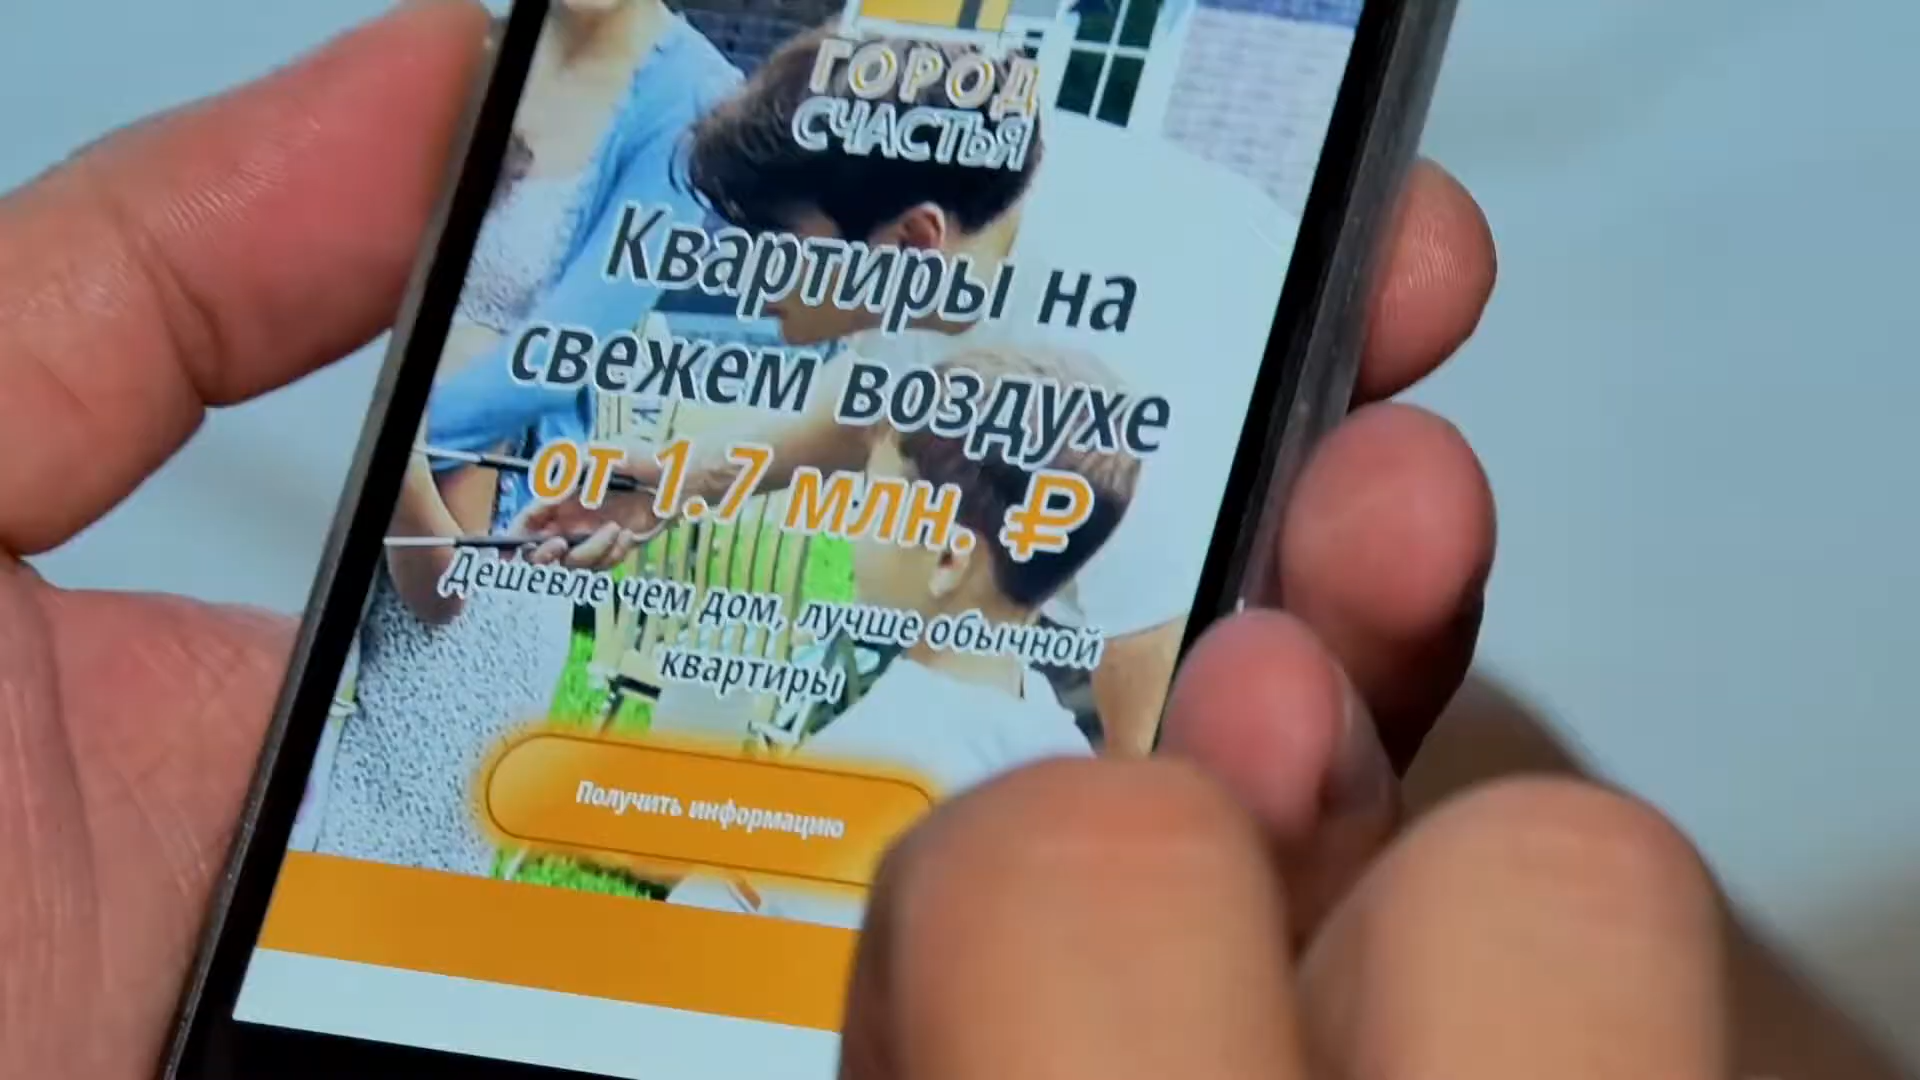 ГОРОД
СЧАСТЬЯ
Квартиры на
свежем воздухе
от 1.7 млн. ₽
Дешевле чем дом, лучше обычной
квартиры
Получить информацию